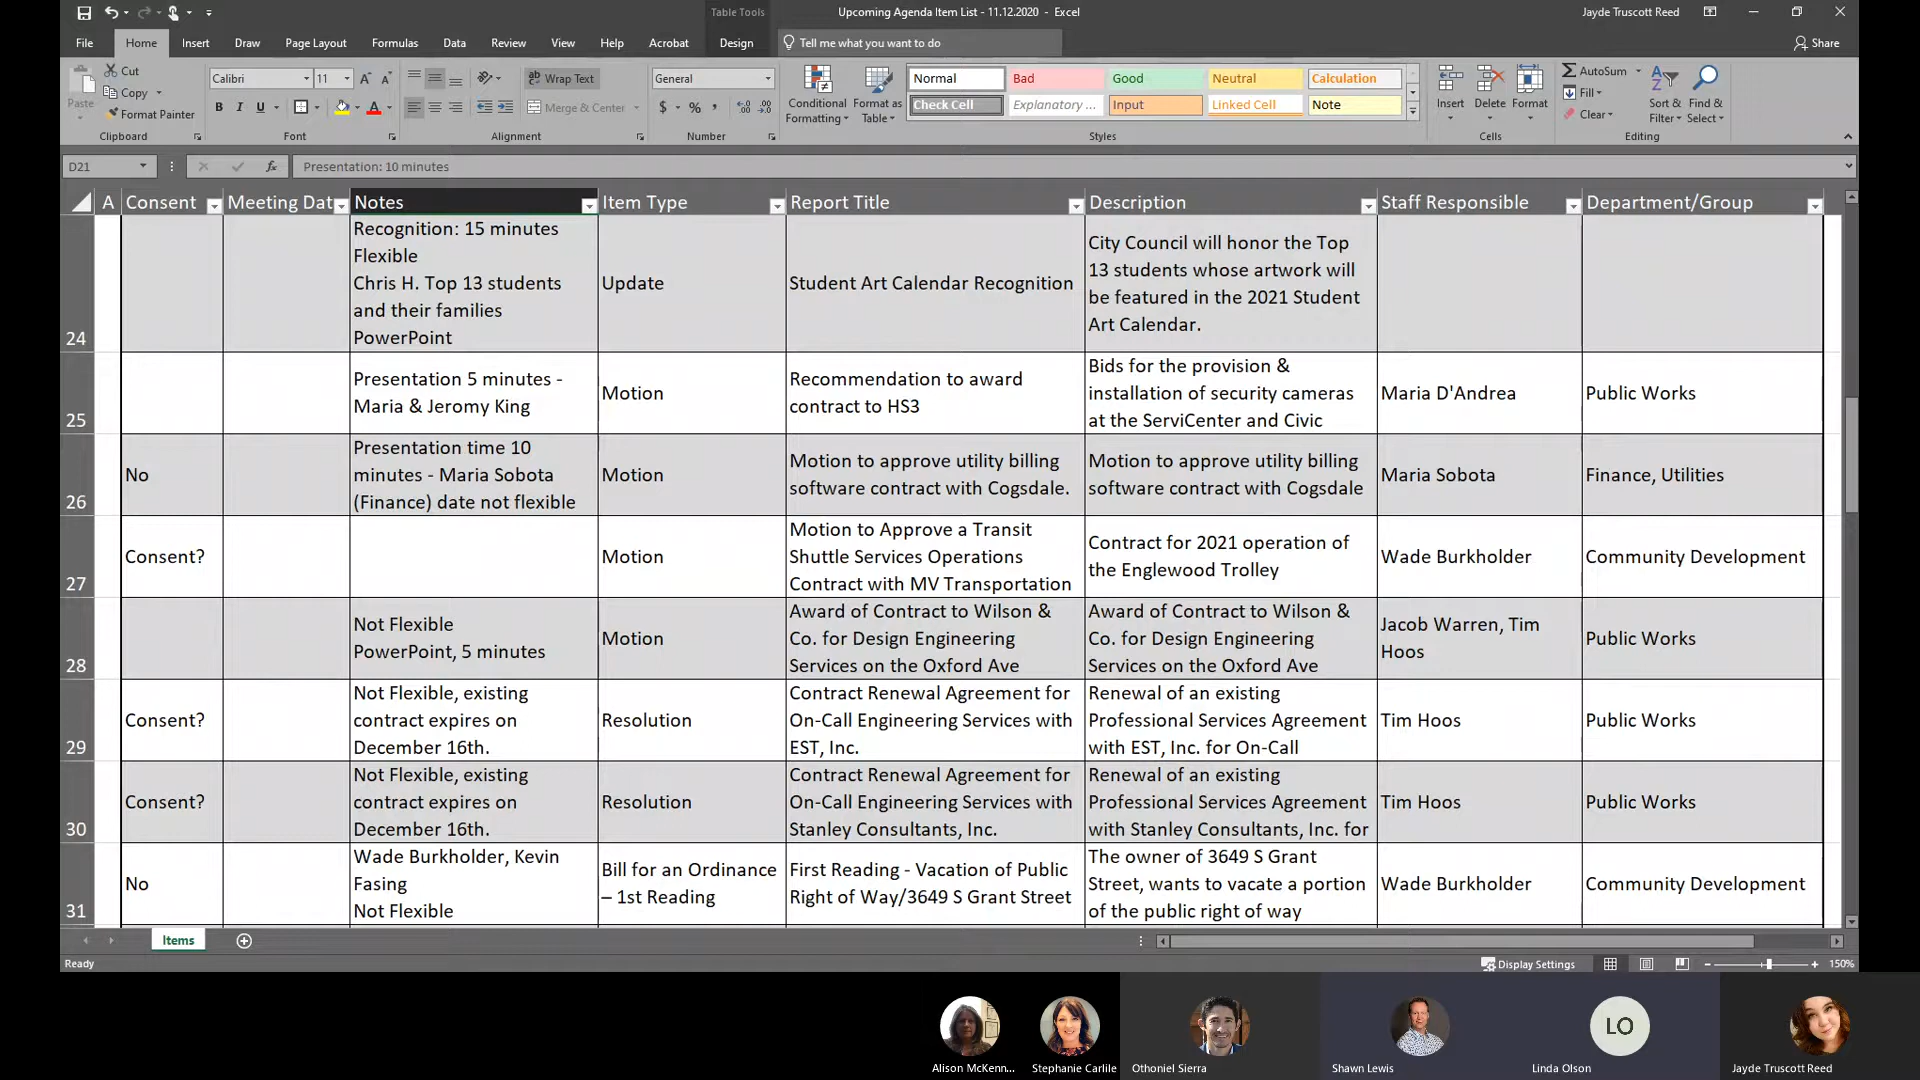 Table Tools
Upcoming Agenda Item List - 11.12.2020 - Excel
Jayde Truscott Reed
File
Home
Insert
Draw
Page Layout
Formulas
Data
Review
View
Help
Acrobat
Design
Tell me what you want to do
Share
Paste
Cut
Copy
Format Painter
Clipboard
Calibri
11
B
I
U
Font
Wrap Text
Merge & Center
Alignment
General
$ % ,
Number
Conditional
Formatting
Format as
Table
Normal
Bad
Good
Neutral
Calculation
Check Cell
Explanatory ...
Input
Linked Cell
Note
Styles
Insert
Delete
Format
Cells
AutoSum
Fill
Clear
Sort &
Filter
Find &
Select
Editing
D21
fx
Presentation: 10 minutes
A
Consent
Meeting Dat
Notes
Item Type
Report Title
Description
Staff Responsible
Department/Group
24
Recognition: 15 minutes
Flexible
Chris H. Top 13 students
and their families
PowerPoint
Update
Student Art Calendar Recognition
City Council will honor the Top
13 students whose artwork will
be featured in the 2021 Student
Art Calendar.
25
Presentation 5 minutes -
Maria & Jeromy King
Motion
Recommendation to award
contract to HS3
Bids for the provision &
installation of security cameras
at the ServiCenter and Civic
Maria D'Andrea
Public Works
26
No
Presentation time 10
minutes - Maria Sobota
(Finance) date not flexible
Motion
Motion to approve utility billing
software contract with Cogsdale.
Motion to approve utility billing
software contract with Cogsdale
Maria Sobota
Finance, Utilities
27
Consent?
Motion
Motion to Approve a Transit
Shuttle Services Operations
Contract with MV Transportation
Contract for 2021 operation of
the Englewood Trolley
Wade Burkholder
Community Development
28
Not Flexible
PowerPoint, 5 minutes
Motion
Award of Contract to Wilson &
Co. for Design Engineering
Services on the Oxford Ave
Award of Contract to Wilson &
Co. for Design Engineering
Services on the Oxford Ave
Jacob Warren, Tim
Hoos
Public Works
29
Consent?
Not Flexible, existing
contract expires on
December 16th.
Resolution
Contract Renewal Agreement for
On-Call Engineering Services with
EST, Inc.
Renewal of an existing
Professional Services Agreement
with EST, Inc. for On-Call
Tim Hoos
Public Works
30
Consent?
Not Flexible, existing
contract expires on
December 16th.
Resolution
Contract Renewal Agreement for
On-Call Engineering Services with
Stanley Consultants, Inc.
Renewal of an existing
Professional Services Agreement
with Stanley Consultants, Inc. for
Tim Hoos
Public Works
31
No
Wade Burkholder, Kevin
Fasing
Not Flexible
Bill for an Ordinance
– 1st Reading
First Reading - Vacation of Public
Right of Way/3649 S Grant Street
The owner of 3649 S Grant
Street, wants to vacate a portion
of the public right of way
Wade Burkholder
Community Development
Items
Ready
Display Settings
150%
LO
Alison McKenn...
Stephanie Carlile
Othoniel Sierra
Shawn Lewis
Linda Olson
Jayde Truscott Reed